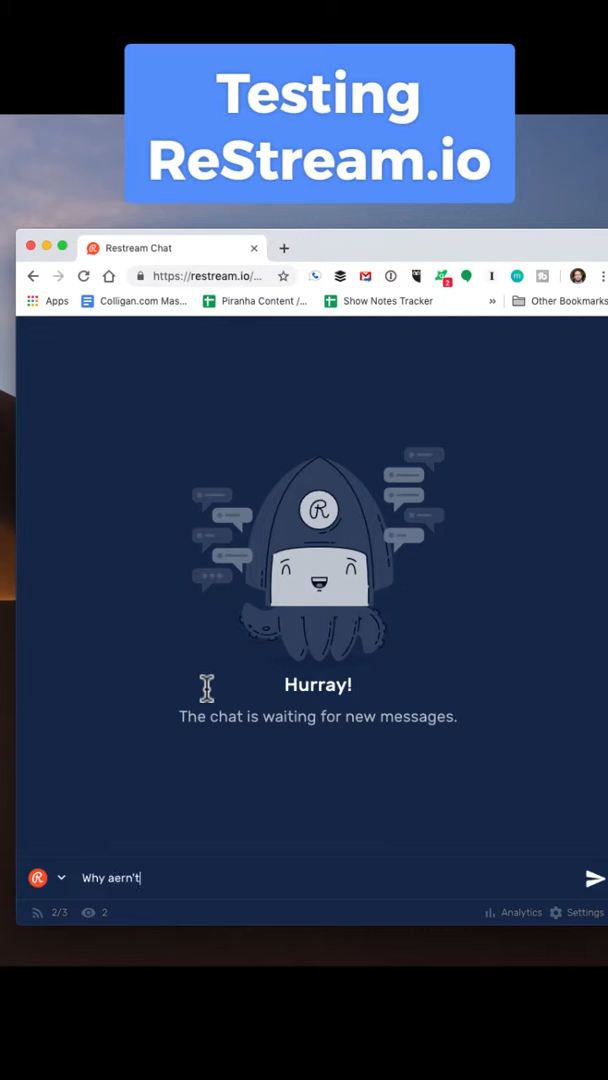 Testing
ReStream.io
Restream Chat
https://restream.io/...
2
Apps
Colligan.com Mas...
Piranha Content /...
Show Notes Tracker
»
Other Bookmarks
R
Hurray!
The chat is waiting for new messages.
R
Why aern't
2/3
2
Analytics
Settings